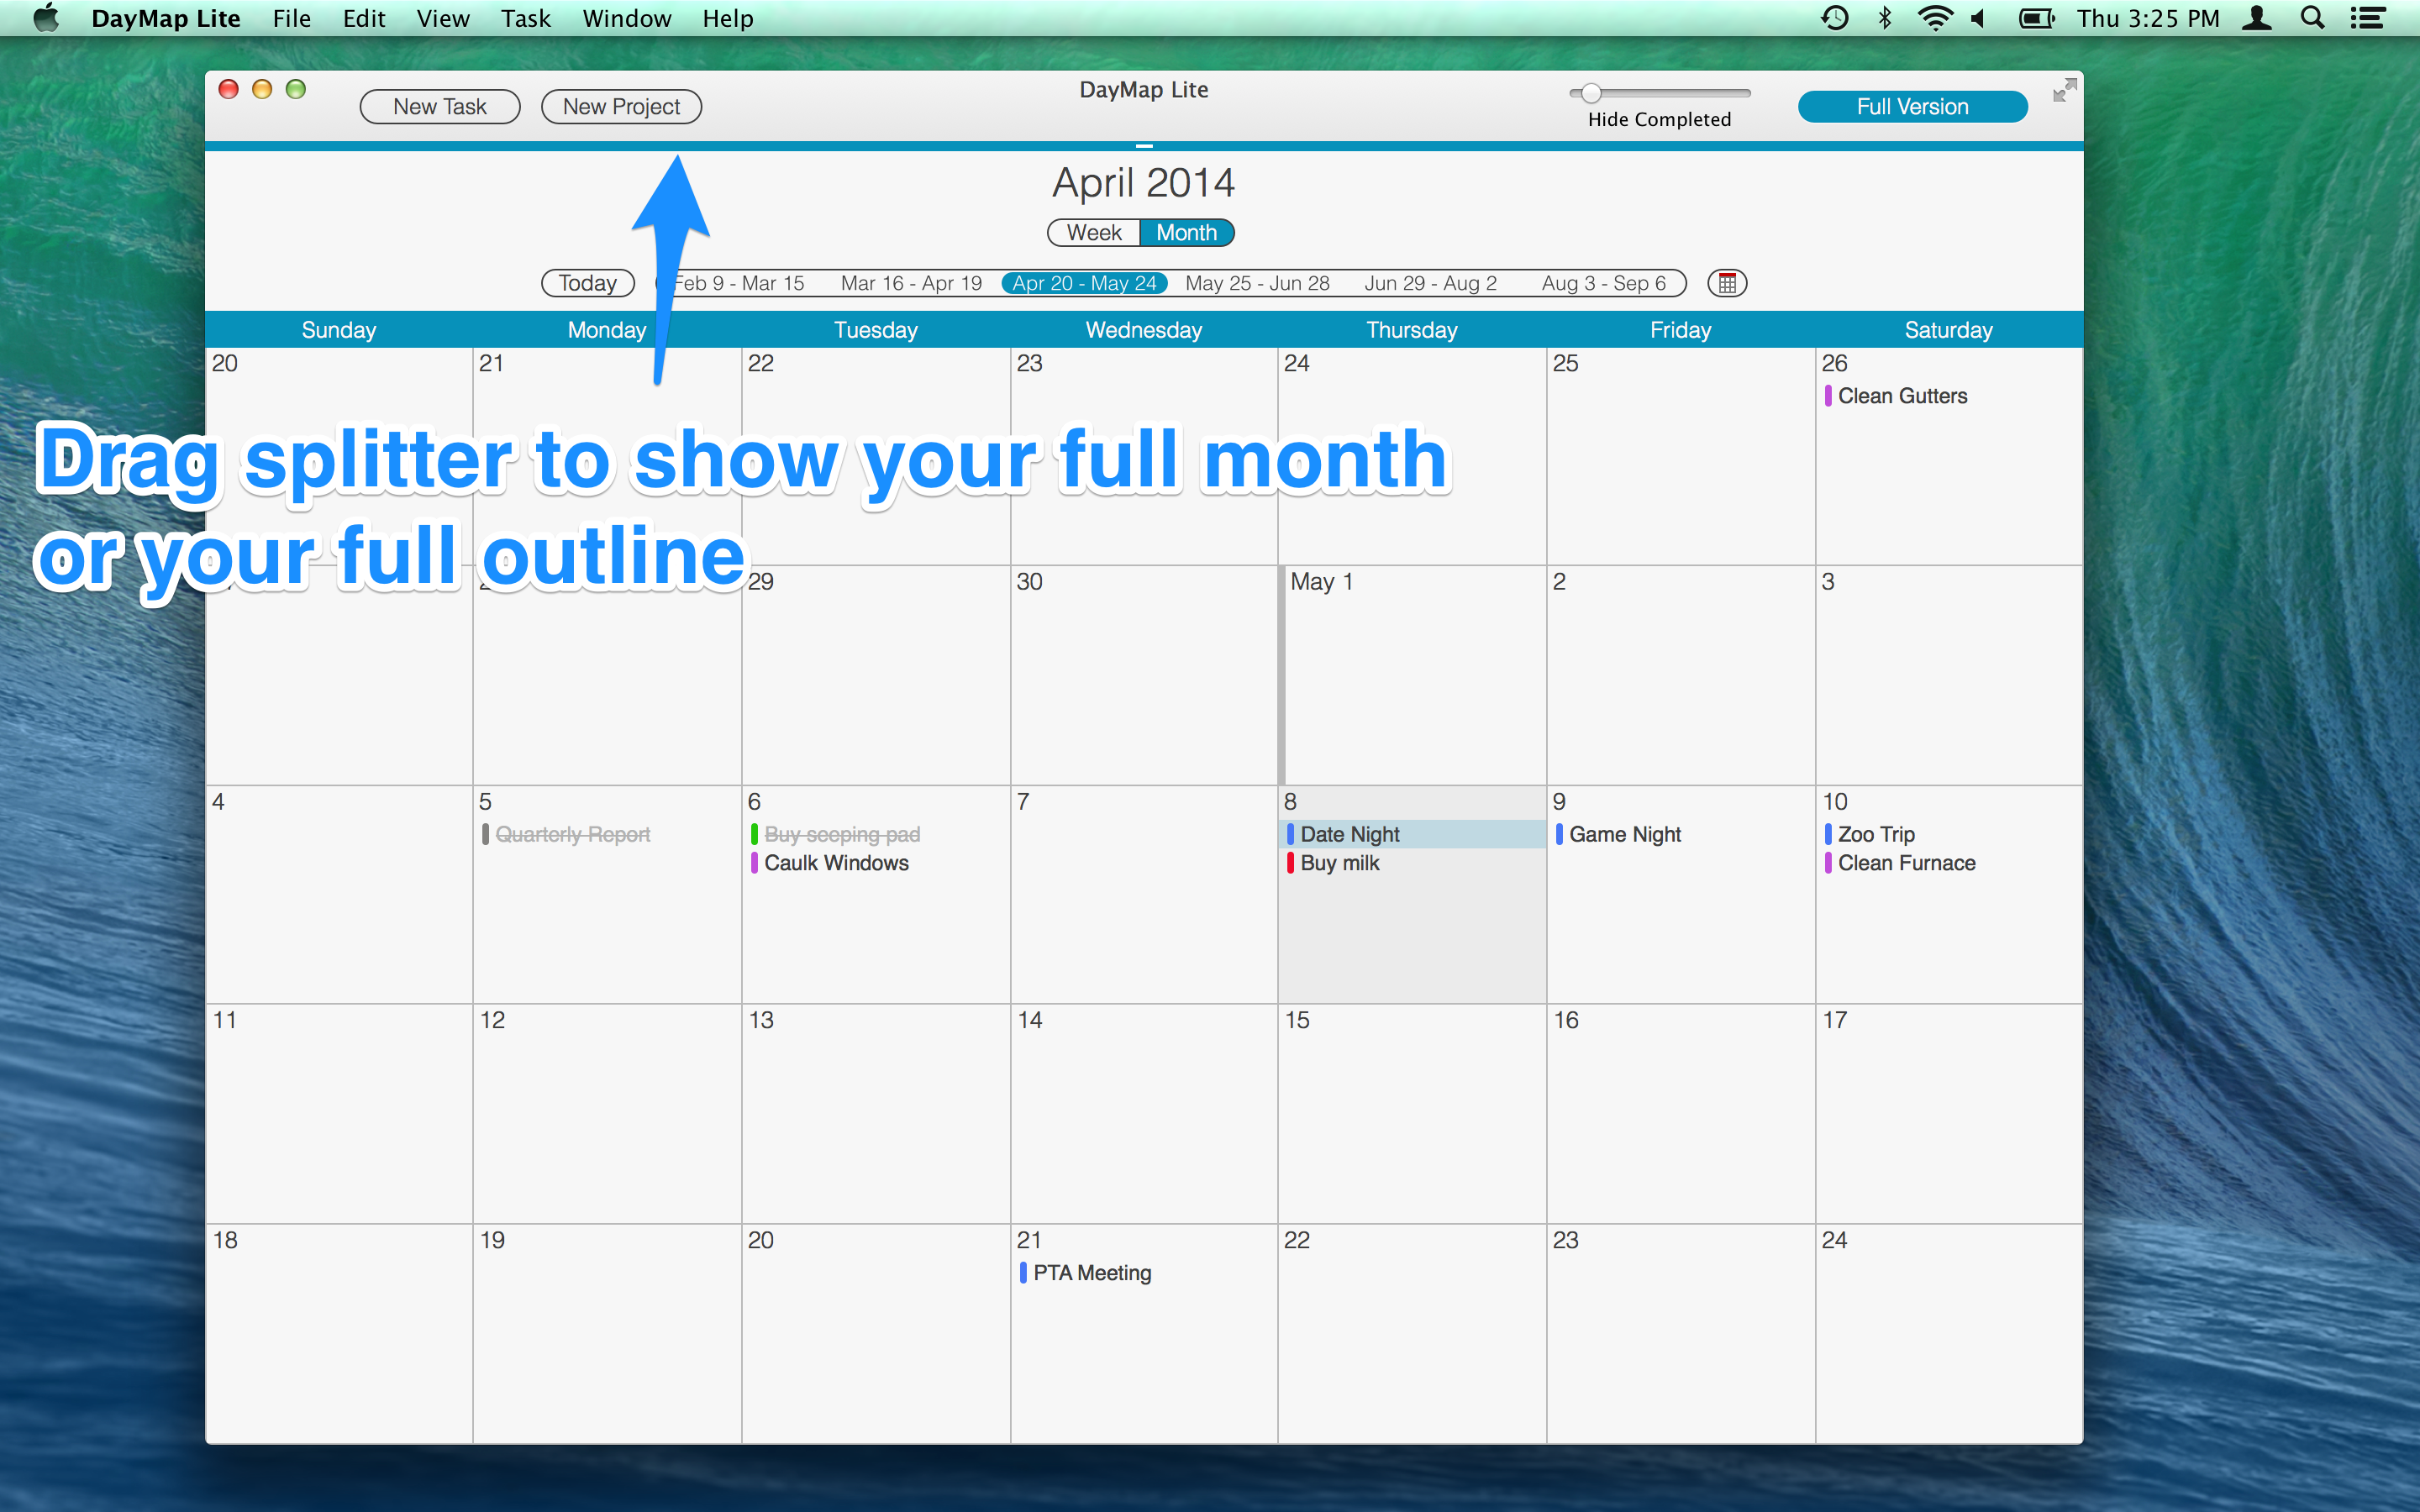 DayMap Lite File Edit View Task Window Help Thu 3:25 PM
DayMap Lite
New Task New Project Hide Completed Full Version
April 2014
Week Month
Today Feb 9 - Mar 15 Mar 16 - Apr 19 Apr 20 - May 24 May 25 - Jun 28 Jun 29 - Aug 2 Aug 3 - Sep 6
Sunday Monday Tuesday Wednesday Thursday Friday Saturday
20 21 22 23 24 25 26
Clean Gutters
Drag splitter to show your full month
or your full outline
29 30 May 1 2 3
4 5 6 7 8 9 10
Quarterly Report Buy seeping pad Date Night Game Night Zoo Trip
Caulk Windows Buy milk Clean Furnace
11 12 13 14 15 16 17
18 19 20 21 22 23 24
PTA Meeting